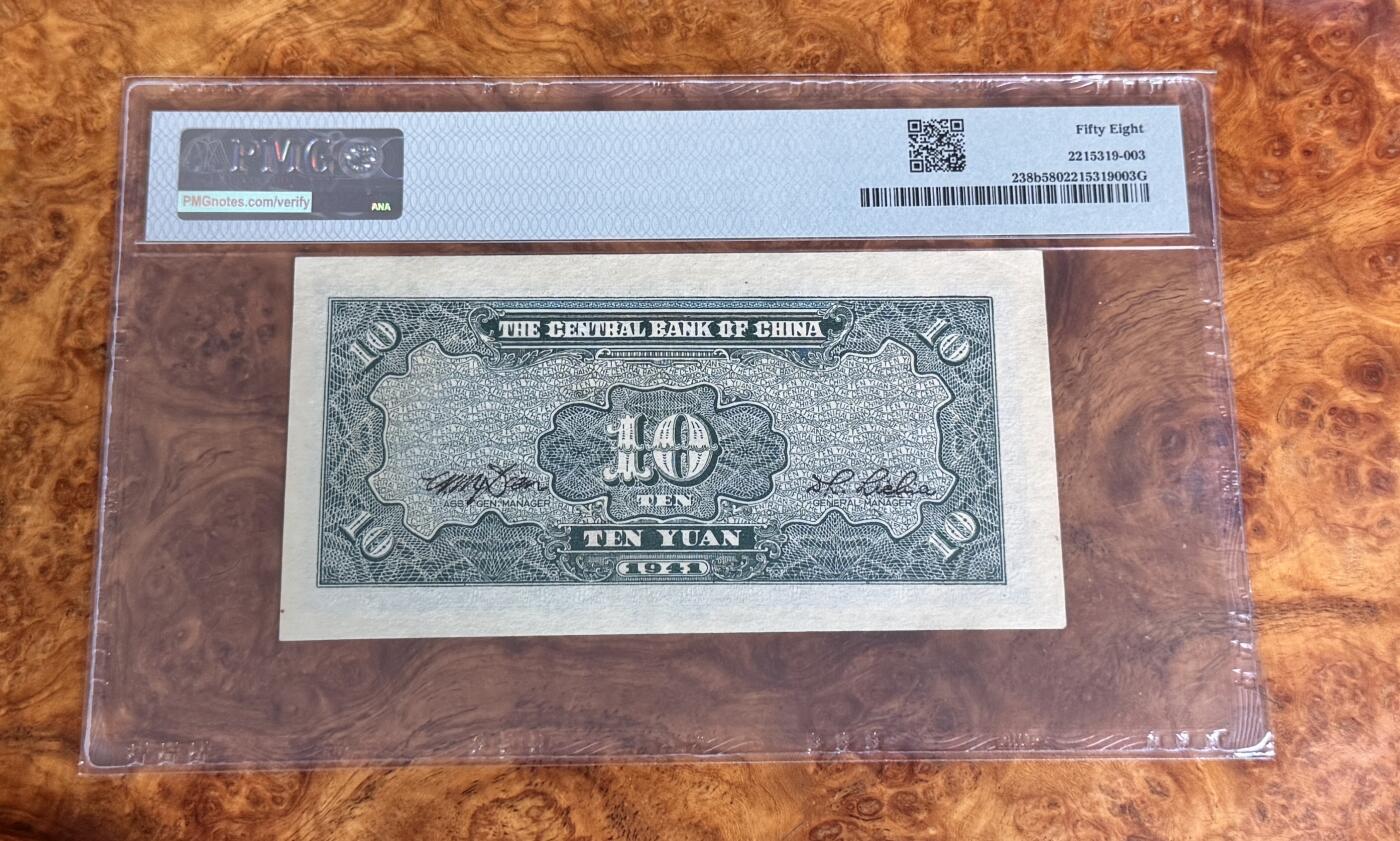 PMG
PMGnotes.com/verify
ANA
Fifty Eight
2215319-003
238b5802215319003G
10
THE CENTRAL BANK OF CHINA
10
10
TEN
ASST. GEN. MANAGER
GENERAL MANAGER
10
TEN YUAN
10
1941